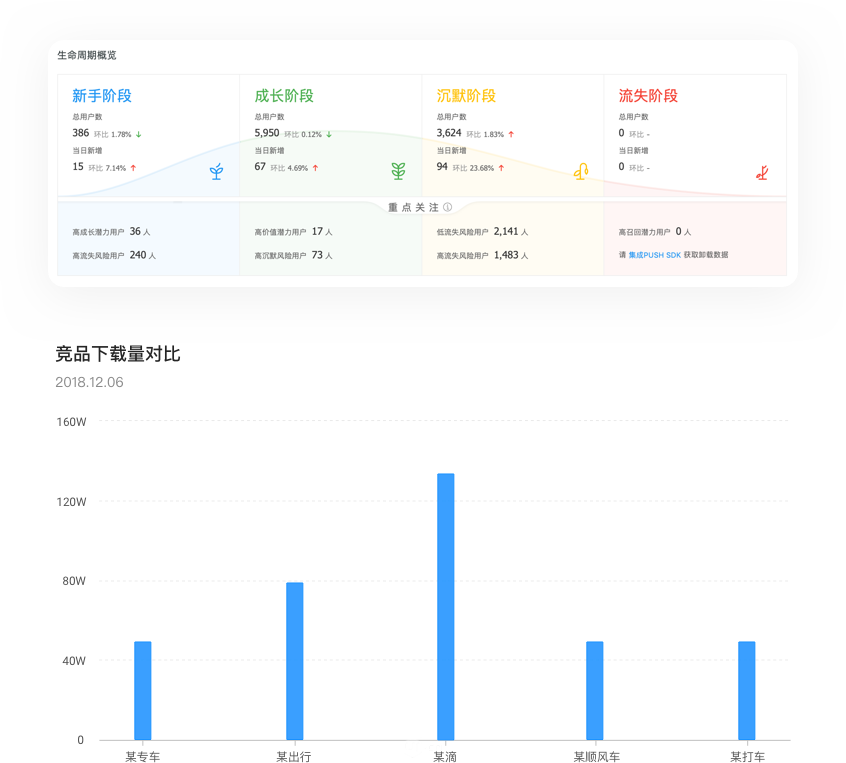 生命周期概览
新手阶段 成长阶段 沉默阶段 流失阶段
总用户数 总用户数 总用户数 总用户数
386 环比 1.78% ↓ 5,950 环比 0.12% ↓ 3,624 环比 1.83% ↑ 0 环比 -
当日新增 当日新增 当日新增 当日新增
15 环比 7.14% ↑ 67 环比 4.69% ↑ 94 环比 23.68% ↑ 0 环比 -
重点关注
高成长潜力用户 36 人 高价值潜力用户 17 人 低流失风险用户 2,141 人 高召回潜力用户 0 人
高流失风险用户 240 人 高沉默风险用户 73 人 高流失风险用户 1,483 人 请 集成PUSH SDK 获取卸载数据
竞品下载量对比
2018.12.06
160W
120W
80W
40W
0
某专车 某出行 某滴 某顺风车 某打车